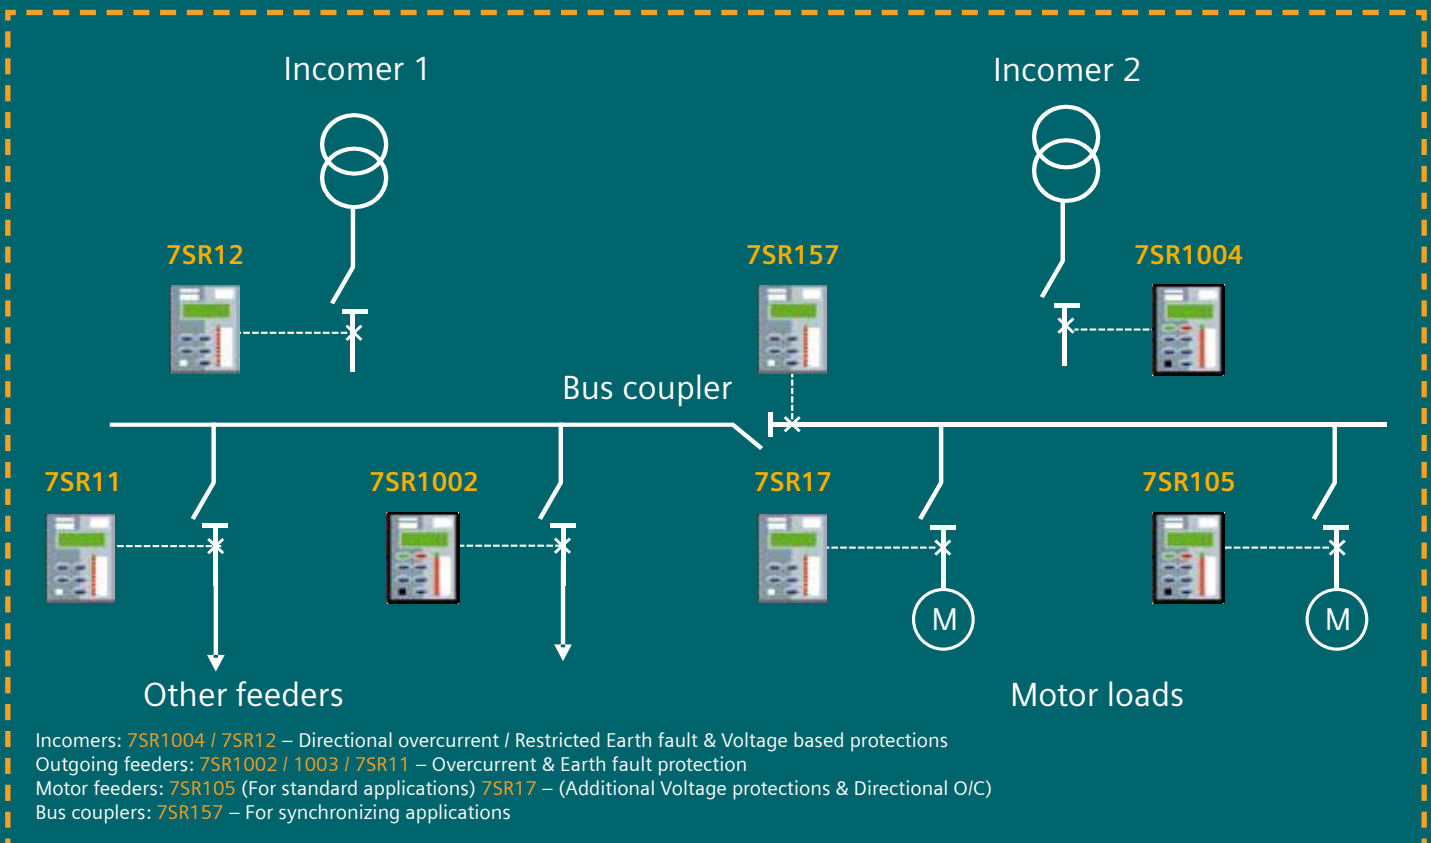 Incomer 1
Incomer 2
7SR12
7SR157
7SR1004
Bus coupler
7SR11
7SR1002
7SR17
7SR105
M
M
Other feeders
Motor loads
Incomers: 7SR1004 / 7SR12 – Directional overcurrent / Restricted Earth fault & Voltage based protections
Outgoing feeders: 7SR1002 / 1003 / 7SR11 – Overcurrent & Earth fault protection
Motor feeders: 7SR105 (For standard applications) 7SR17 – (Additional Voltage protections & Directional O/C)
Bus couplers: 7SR157 – For synchronizing applications